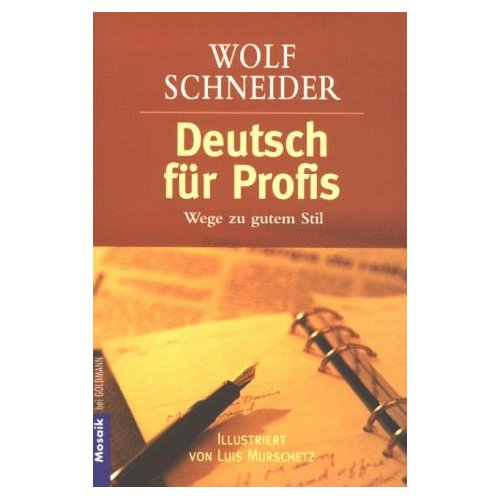 WOLF
SCHNEIDER
Deutsch
für Profis
Wege zu gutem Stil
ILLUSTRIERT
VON LUIS MURSCHETZ
Mosaik bei GOLDMANN